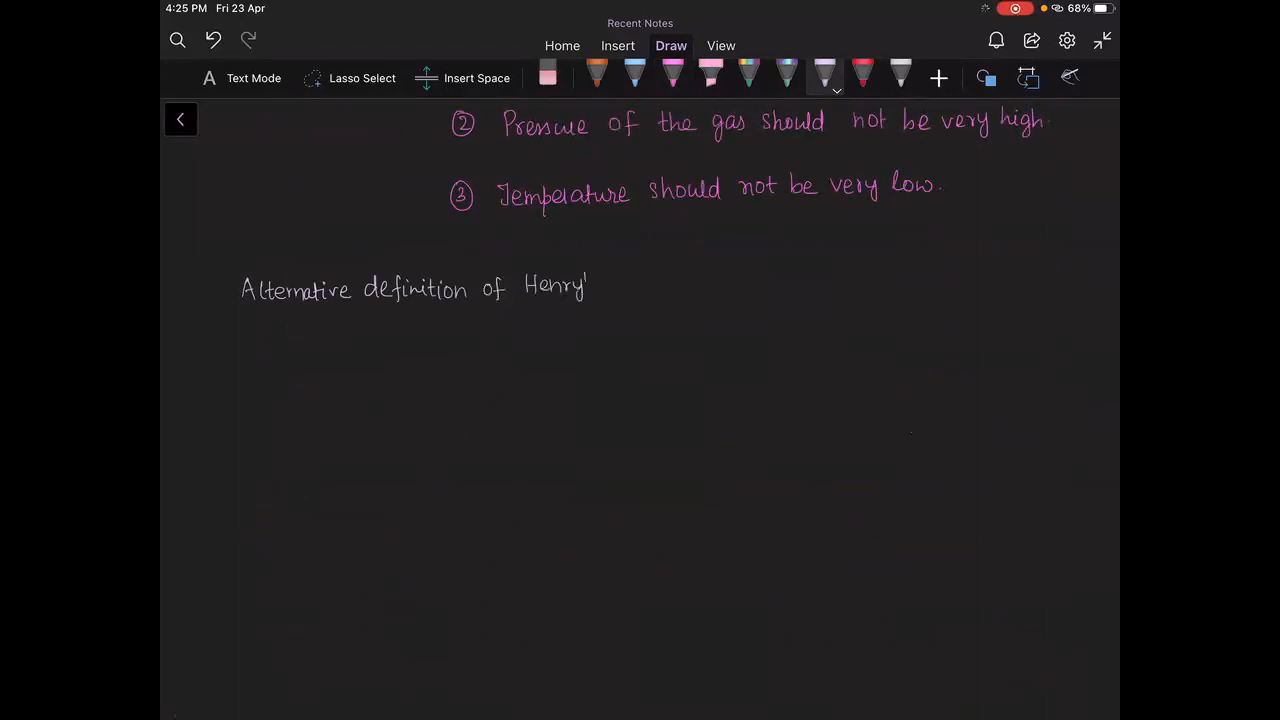 4:25 PM Fri 23 Apr 68%
Recent Notes
Home Insert Draw View
A Text Mode Lasso Select Insert Space
② Pressure of the gas should not be very high.
③ Temperature should not be very low.
Alternative definition of Henry'